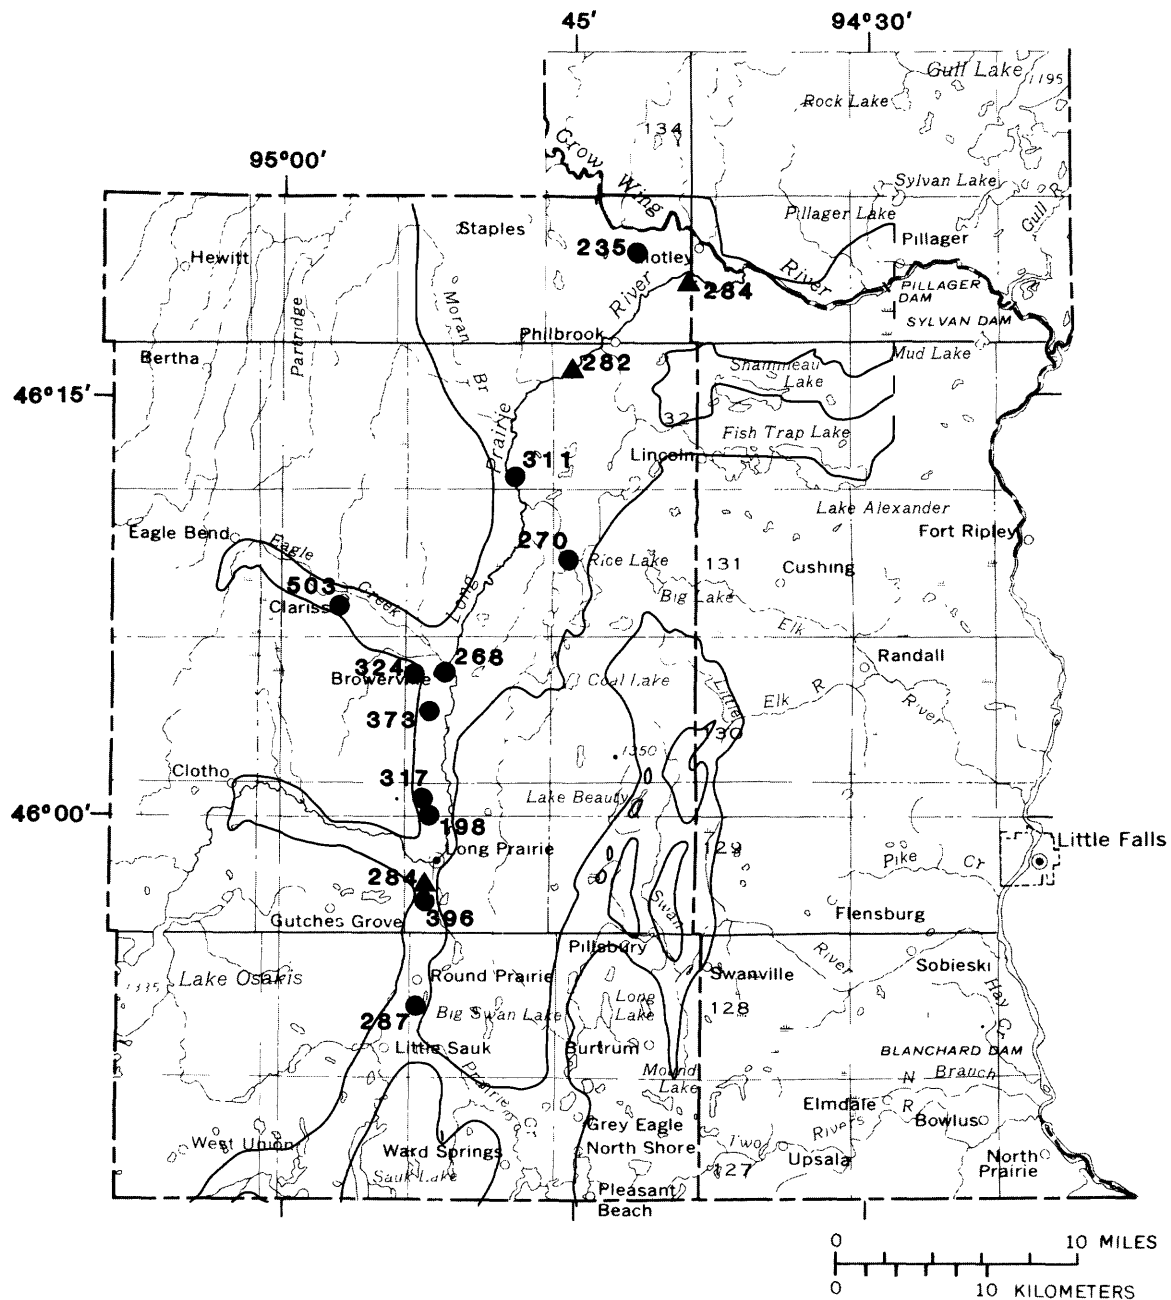 45'
94°30'
Gull Lake
1195
Rock Lake
134
Crow
Wing
95°00'
Sylvan Lake
Gull R
Pillager Lake
Staples
Pillager
235
Hewitt
River
River
284
PILLAGER
DAM
Moran
Br
SYLVAN DAM
Partridge
Philbrook
Mud Lake
Bertha
282
Shamineau
Lake
46°15'
32
Prairie
Fish Trap Lake
311
Lincoln
Lake Alexander
Eagle Bend
Eagle
Fort Ripley
270
Rice Lake
131
Cushing
503
Creek
Long
Big Lake
Clariss
Elk
268
Randall
324
Browerville
Coal Lake
Little
Elk R
River
373
130
1350
Clotho
317
Lake Beauty
46°00'
198
Little Falls
Long Prairie
129
Pike Cr
284
396
Swan
Flensburg
Gutches Grove
Pillsbury
River
Sobieski
Lake Osakis
1335
Round Prairie
Swanville
Long
Lake
128
Hay Cr
287
Big Swan Lake
Little Sauk
Burtrum
BLANCHARD DAM
Mound
Lake
N Branch
Prairie
Cr
Elmdale
R
Bowlus
Grey Eagle
Rivers
West Union
Ward Springs
North Shore
Two
Upsala
North
Prairie
Sauk Lake
127
Pleasant
Beach
0 10 MILES
0 10 KILOMETERS